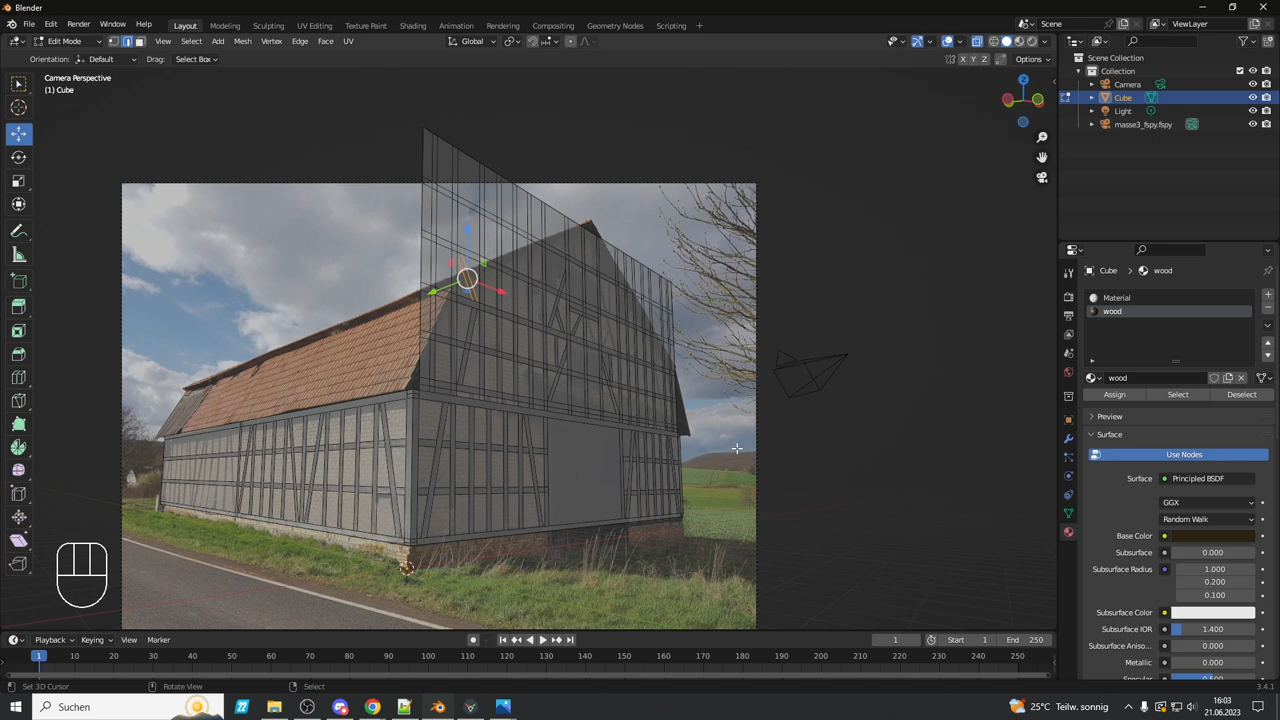 Blender
File Edit Render Window Help
Layout Modeling Sculpting UV Editing Texture Paint Shading Animation Rendering Compositing Geometry Nodes Scripting +
Scene
ViewLayer
Edit Mode View Select Add Mesh Vertex Edge Face UV
Global
Orientation: Default Drag: Select Box
X Y Z Options
Camera Perspective
(1) Cube
Z
Scene Collection
Collection
Camera
Cube
Light
masse3_fspy.fspy
Cube > wood
Material
wood
wood
Assign Select Deselect
Preview
Surface
Use Nodes
Surface Principled BSDF
GGX
Random Walk
Base Color
Subsurface 0.000
Subsurface Radius 1.000
0.200
0.100
Subsurface Color
Subsurface IOR 1.400
Subsurface Aniso... 0.000
Metallic 0.000
Specular 0.500
Playback Keying View Marker
1 Start 1 End 250
1 10 20 30 40 50 60 70 80 90 100 110 120 130 140 150 160 170 180 190 200 210 220 230 240 250
Set 3D Cursor Rotate View Select
3.4.1
Suchen
25°C Teilw. sonnig
16:03
21.06.2023